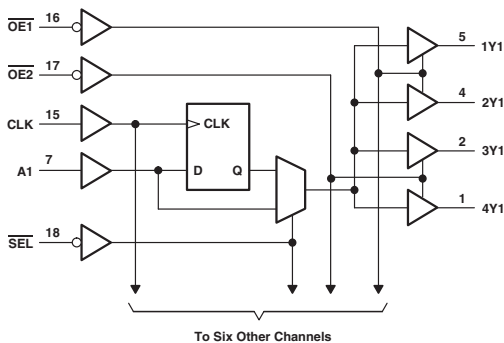 OE1 16
OE2 17
CLK 15
A1 7
SEL 18
CLK
D Q
5 1Y1
4 2Y1
2 3Y1
1 4Y1
To Six Other Channels